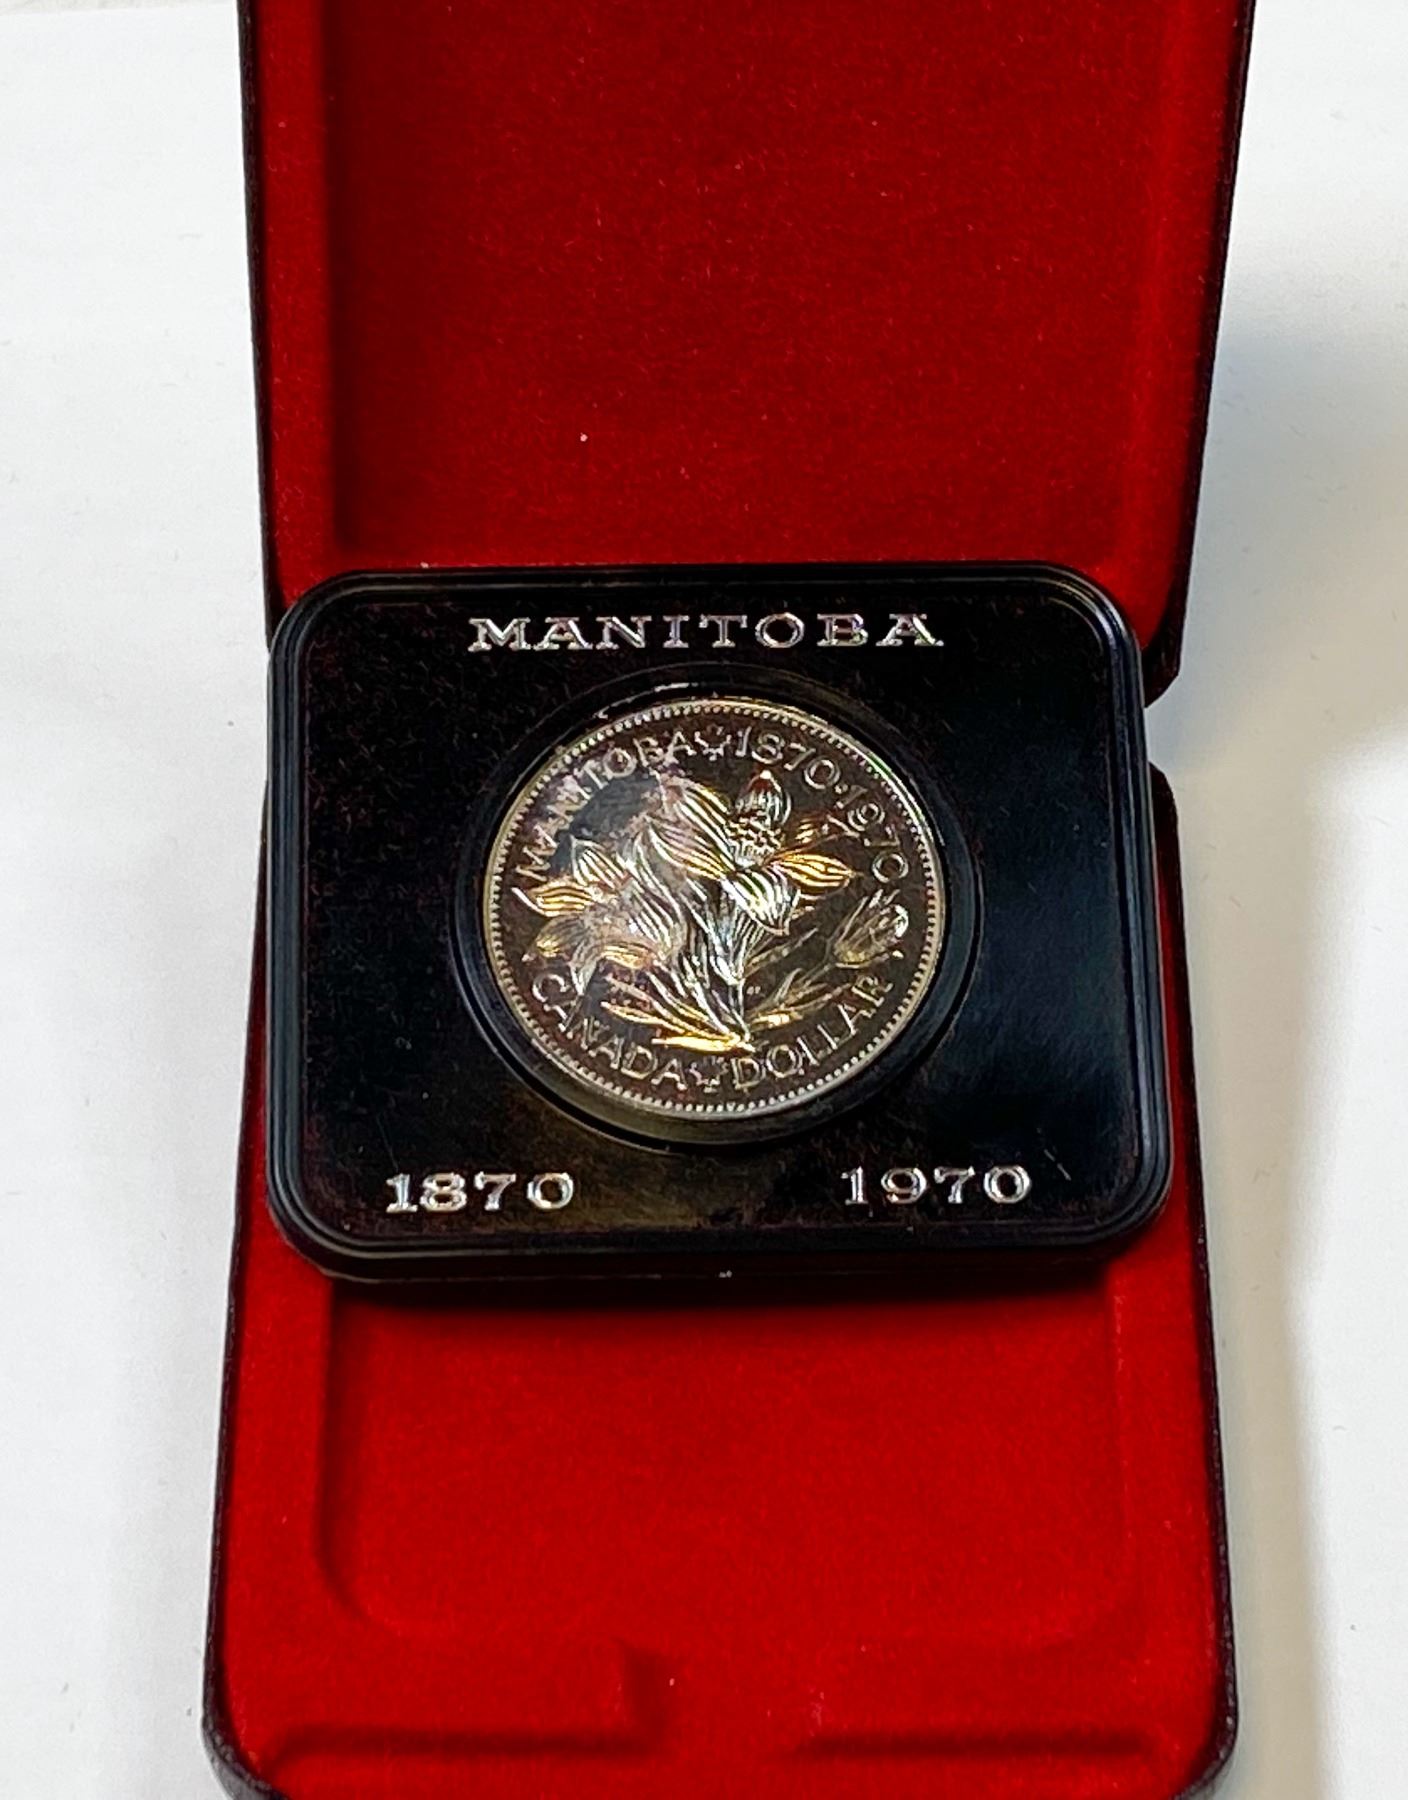 MANITOBA
MANITOBA 1870·1970
CANADA DOLLAR
1870 1970